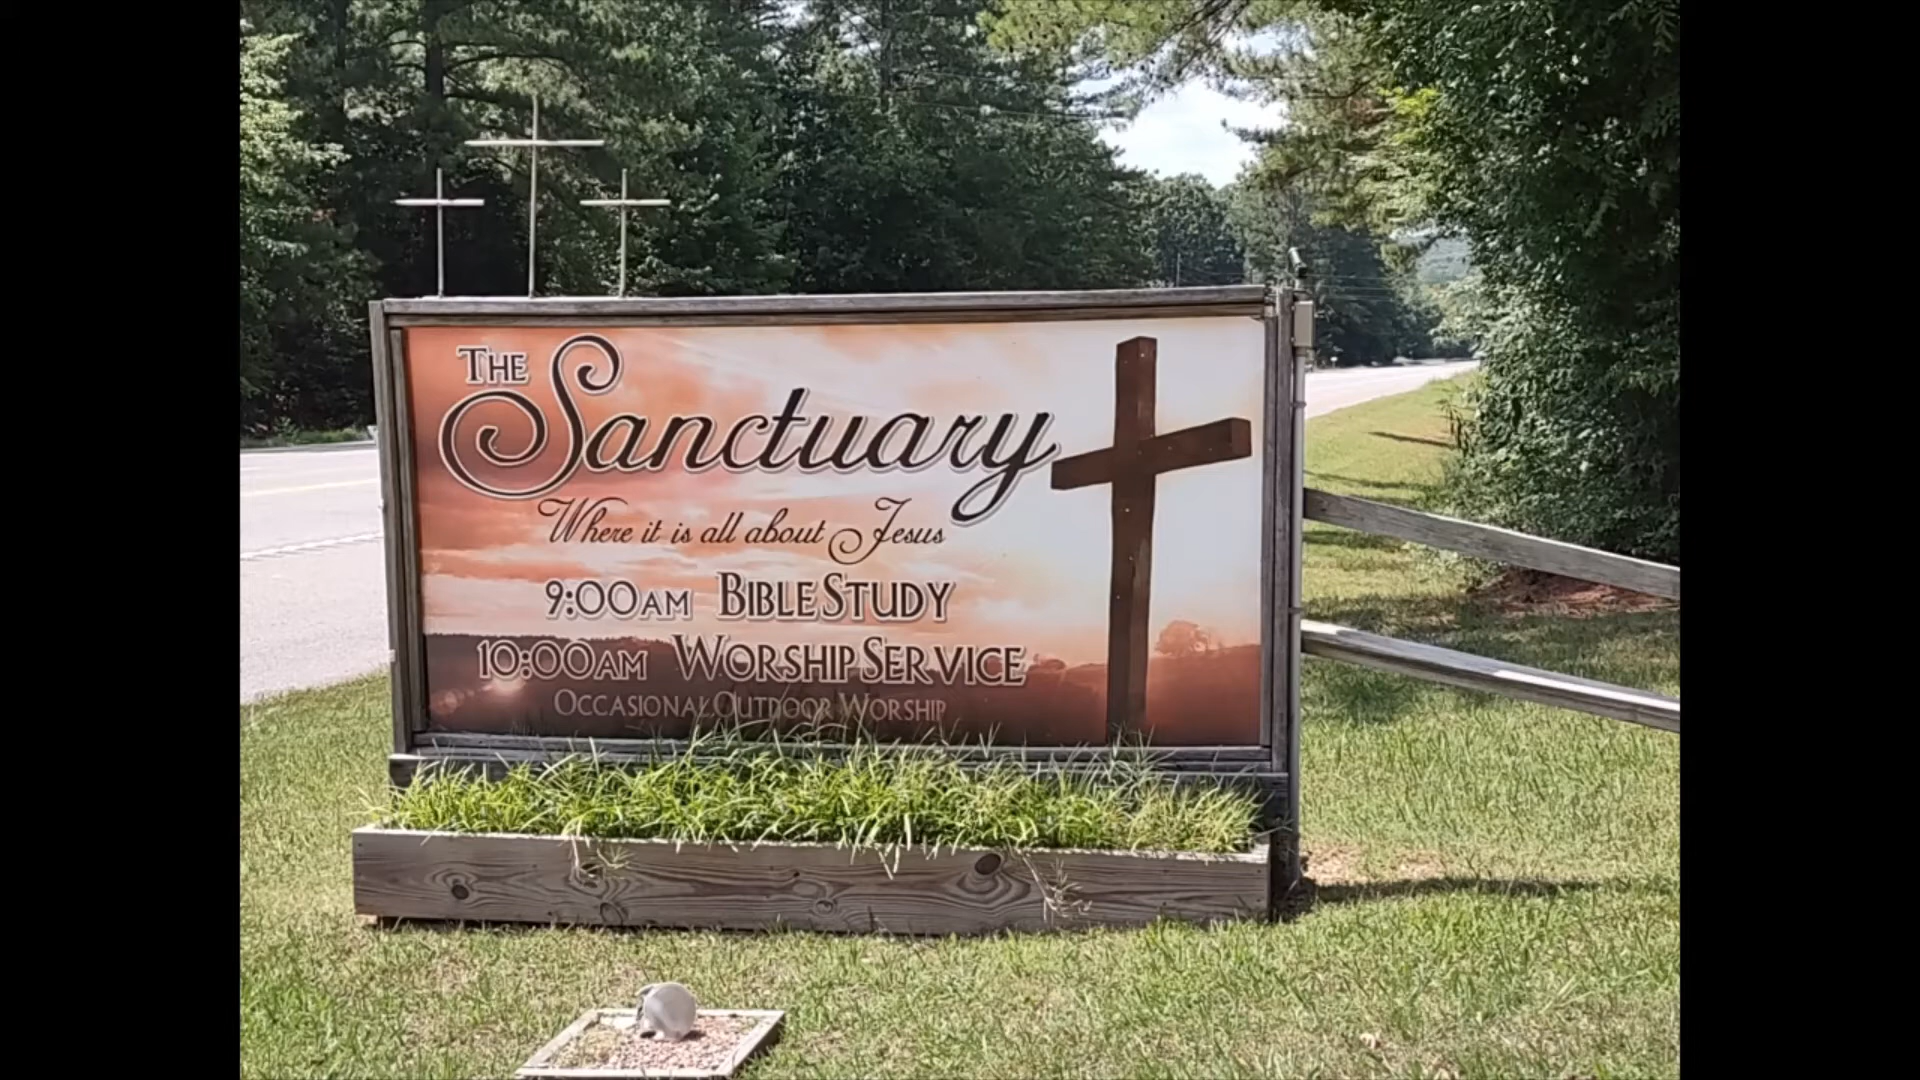 THE
Sanctuary
Where it is all about Jesus
9:00AM BIBLE STUDY
10:00AM WORSHIP SERVICE
OCCASIONAL OUTDOOR WORSHIP